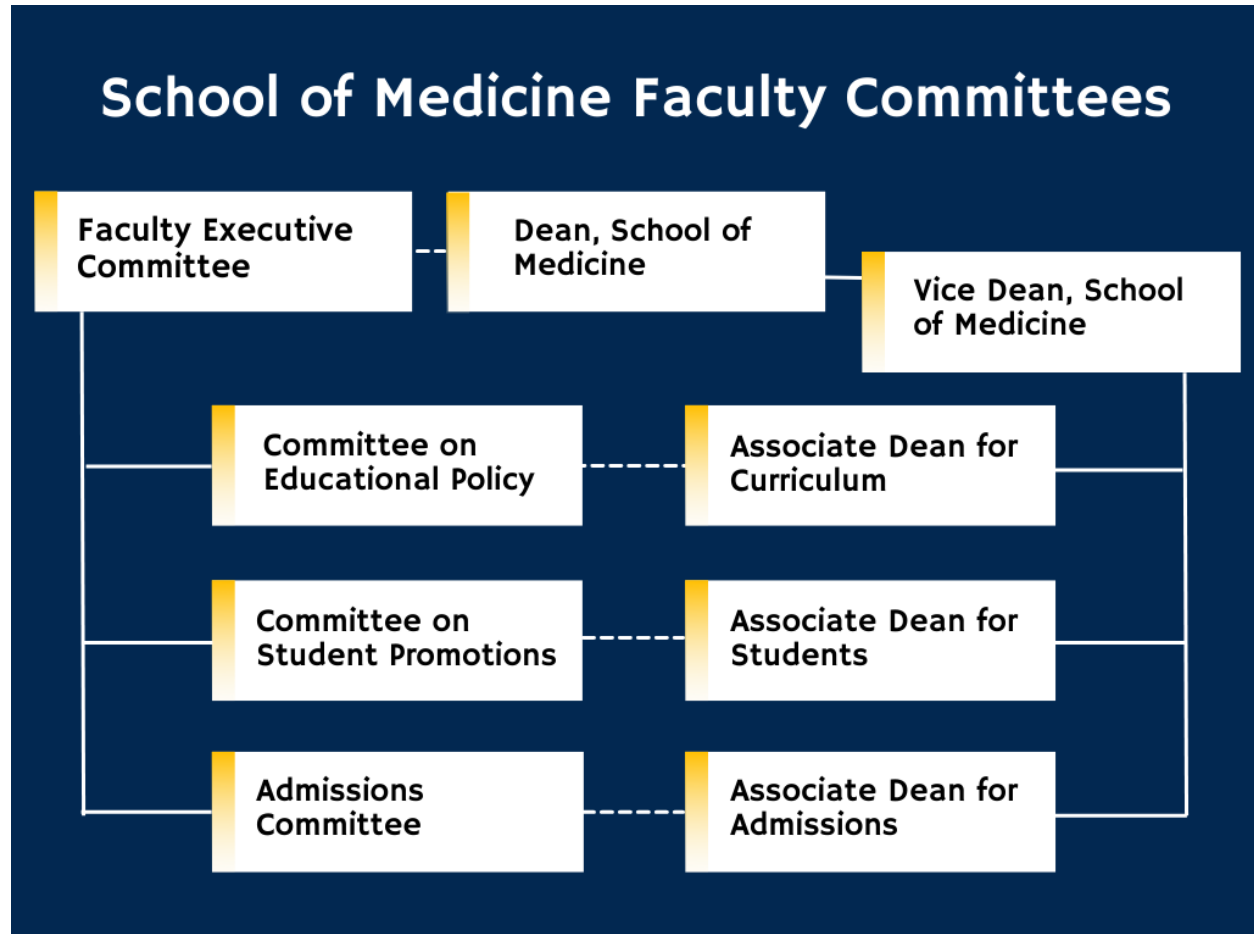 School of Medicine Faculty Committees
Faculty Executive
Committee
Dean, School of
Medicine
Vice Dean, School
of Medicine
Committee on
Educational Policy
Associate Dean for
Curriculum
Committee on
Student Promotions
Associate Dean for
Students
Admissions
Committee
Associate Dean for
Admissions